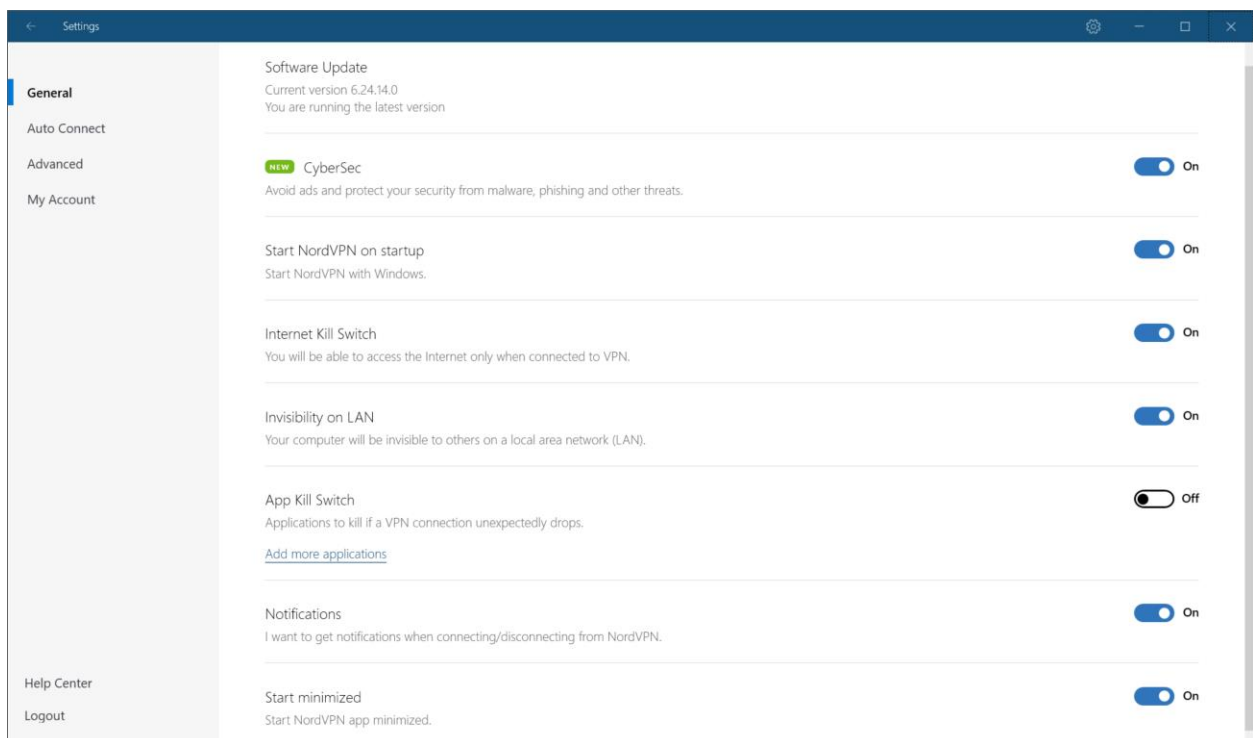 Settings
General
Auto Connect
Advanced
My Account
Help Center
Logout
Software Update
Current version 6.24.14.0
You are running the latest version
NEW CyberSec
On
Avoid ads and protect your security from malware, phishing and other threats.
Start NordVPN on startup
On
Start NordVPN with Windows.
Internet Kill Switch
On
You will be able to access the Internet only when connected to VPN.
Invisibility on LAN
On
Your computer will be invisible to others on a local area network (LAN).
App Kill Switch
Off
Applications to kill if a VPN connection unexpectedly drops.
Add more applications
Notifications
On
I want to get notifications when connecting/disconnecting from NordVPN.
Start minimized
On
Start NordVPN app minimized.